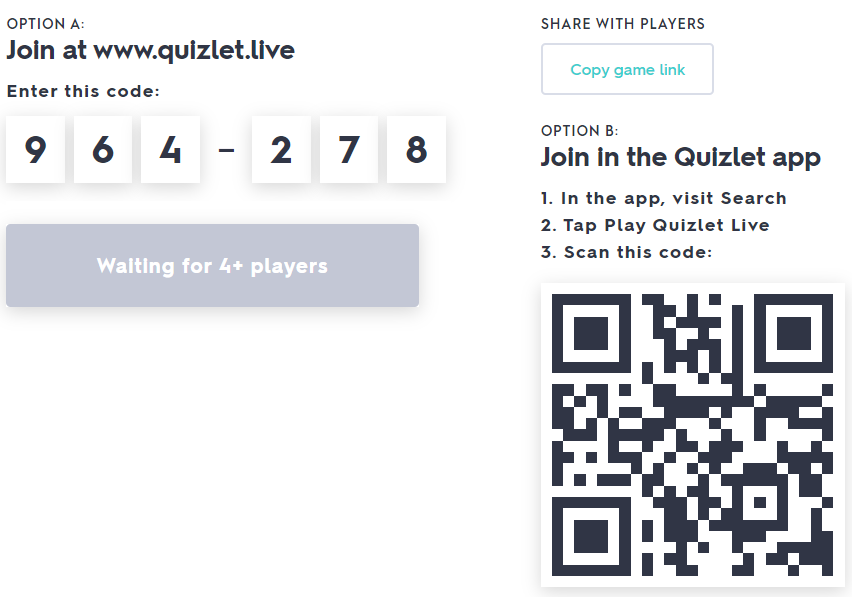 OPTION A:
Join at www.quizlet.live
Enter this code:
9 6 4 – 2 7 8
Waiting for 4+ players
SHARE WITH PLAYERS
Copy game link
OPTION B:
Join in the Quizlet app
1. In the app, visit Search
2. Tap Play Quizlet Live
3. Scan this code: